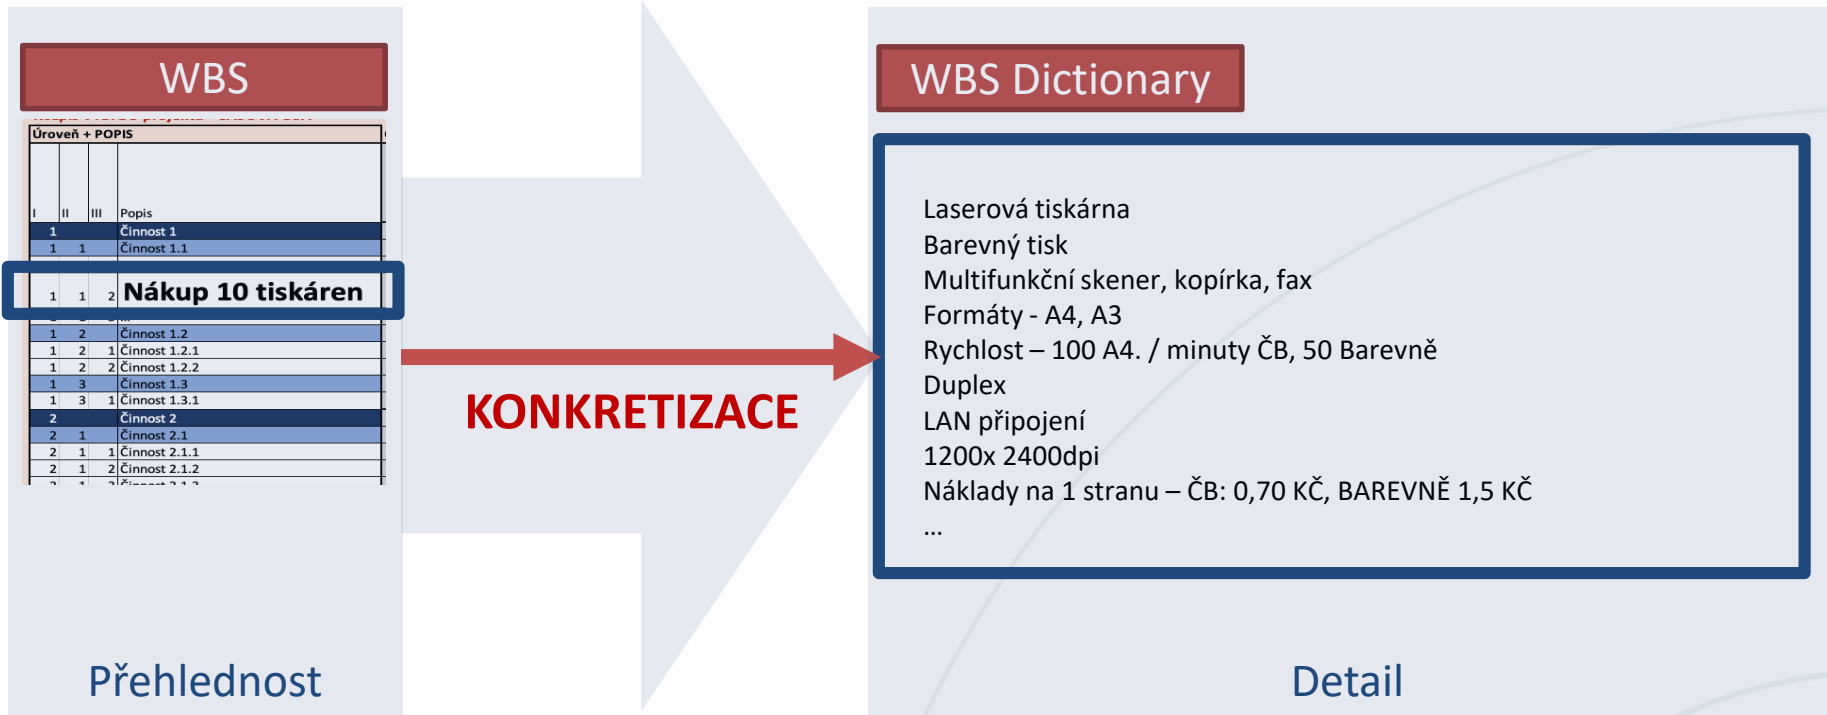 WBS
Úroveň + POPIS
I II III Popis
1 Činnost 1
1 1 Činnost 1.1
1 1 2 Nákup 10 tiskáren
1 2 Činnost 1.2
1 2 1 Činnost 1.2.1
1 2 2 Činnost 1.2.2
1 3 Činnost 1.3
1 3 1 Činnost 1.3.1
2 Činnost 2
2 1 Činnost 2.1
2 1 1 Činnost 2.1.1
2 1 2 Činnost 2.1.2
Přehlednost
KONKRETIZACE
WBS Dictionary
Laserová tiskárna
Barevný tisk
Multifunkční skener, kopírka, fax
Formáty - A4, A3
Rychlost – 100 A4. / minuty ČB, 50 Barevně
Duplex
LAN připojení
1200x 2400dpi
Náklady na 1 stranu – ČB: 0,70 KČ, BAREVNĚ 1,5 KČ
...
Detail